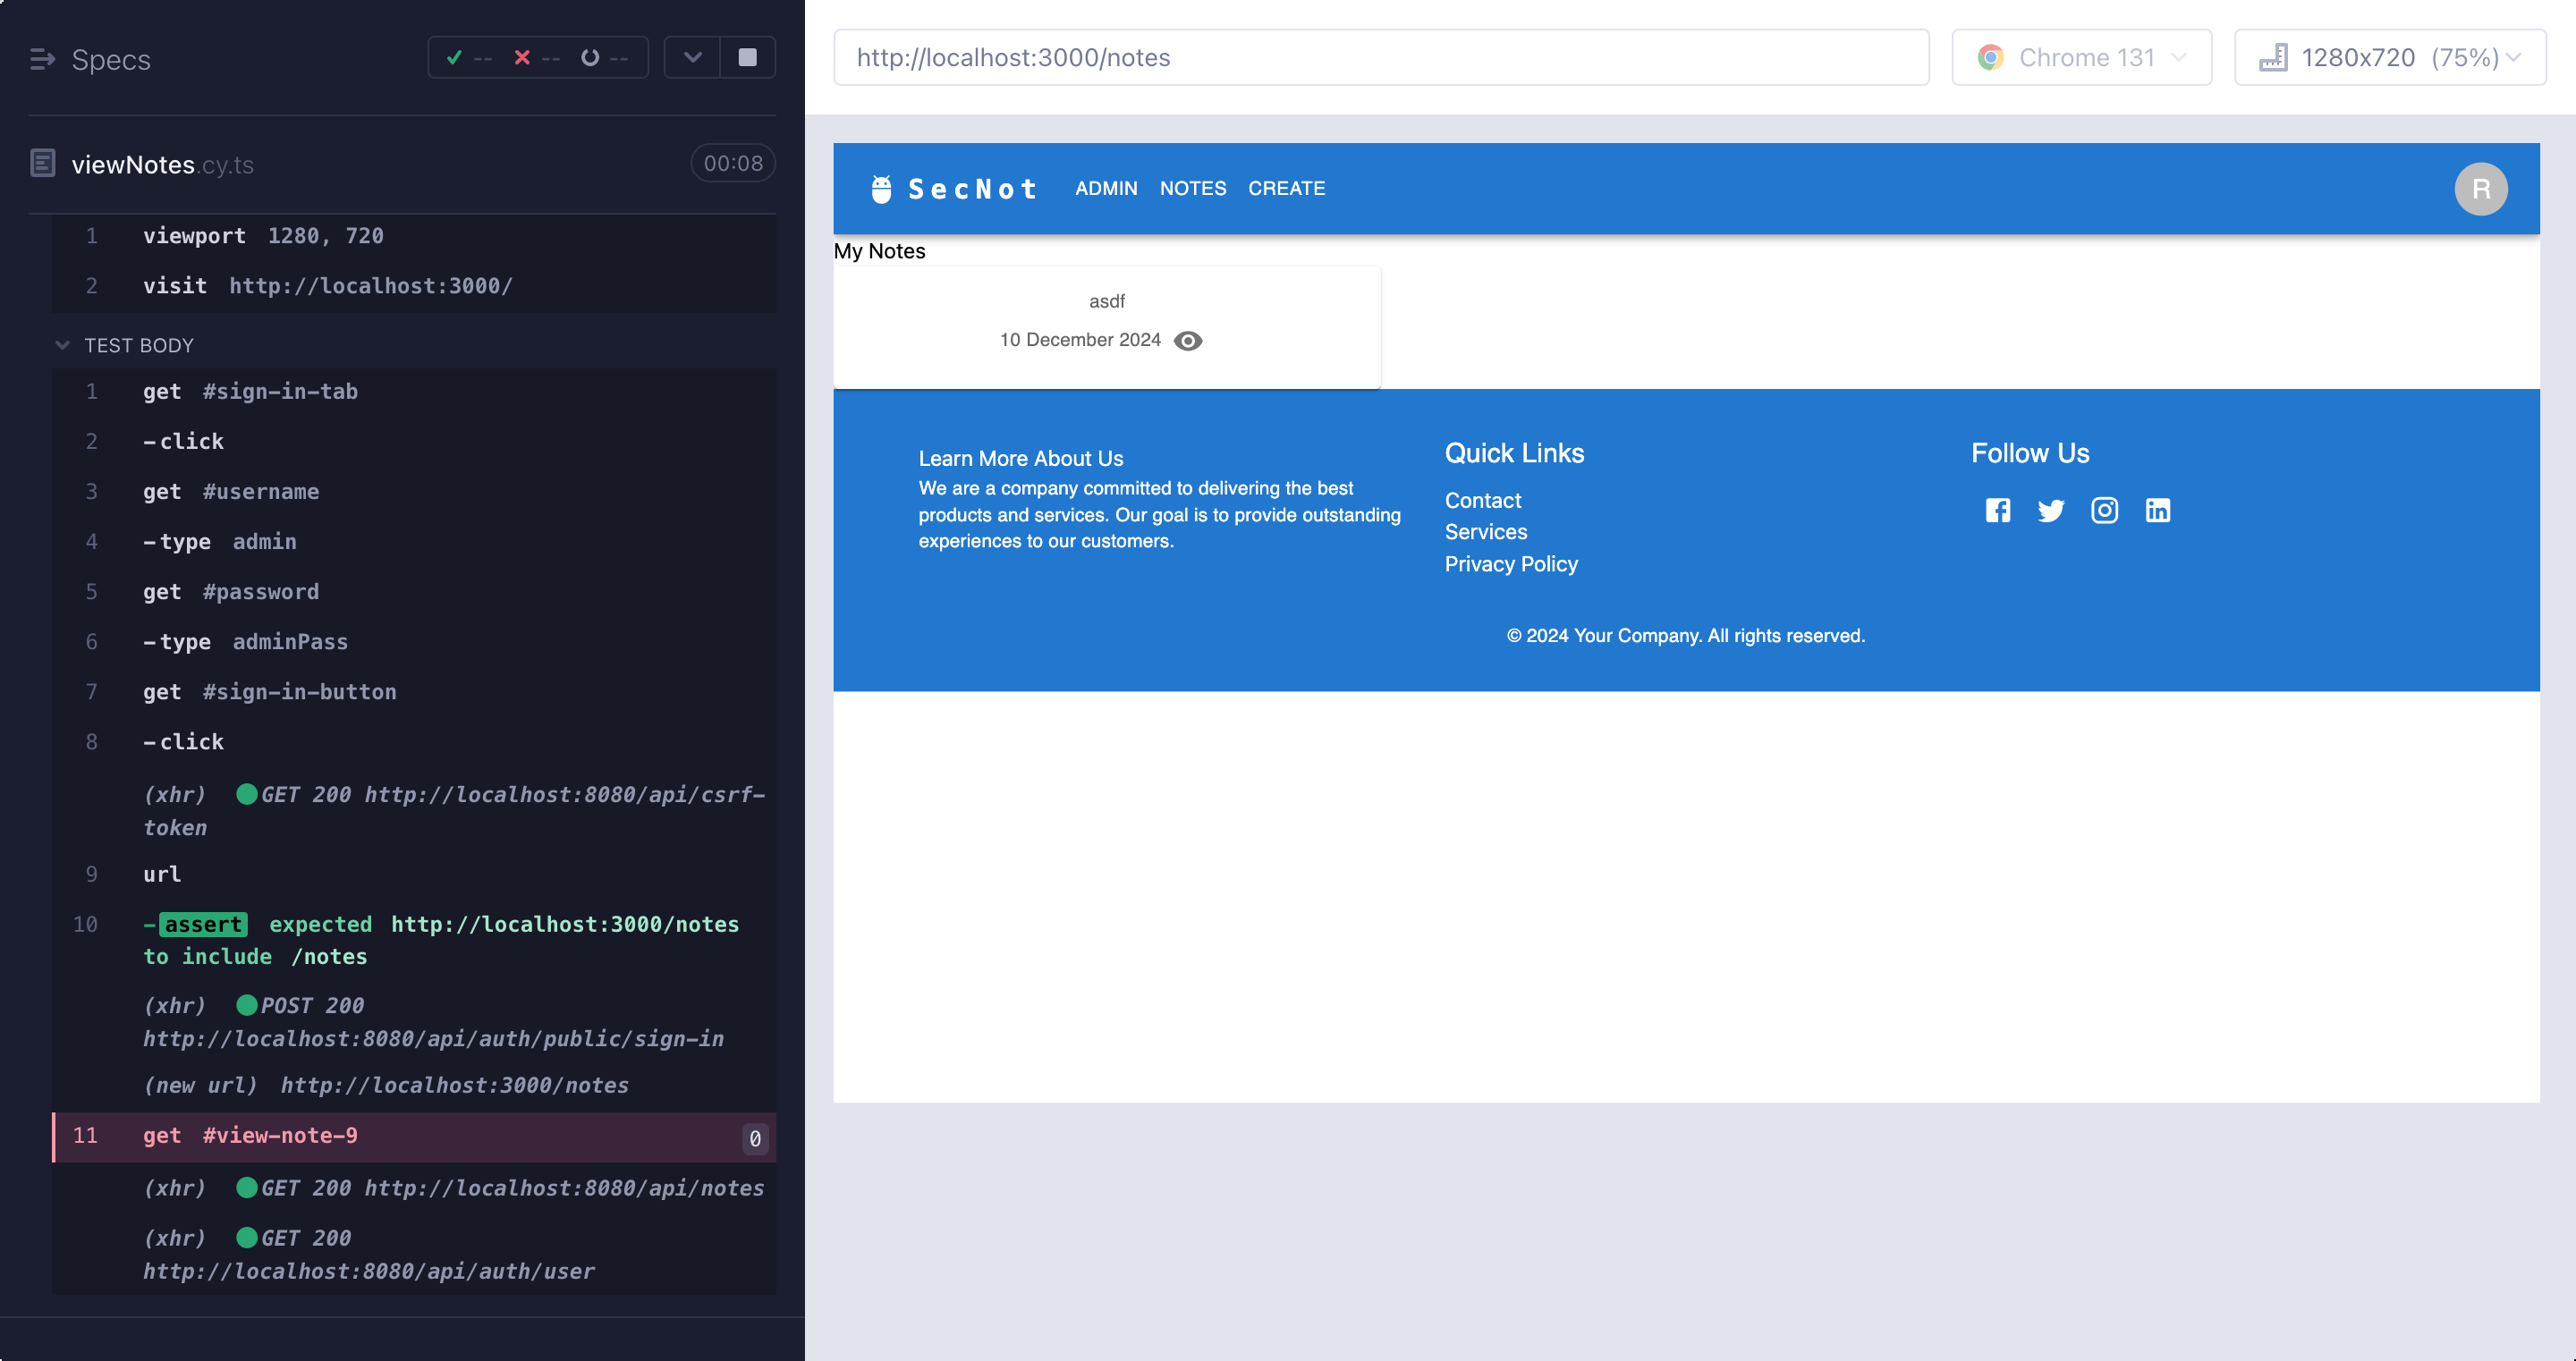 Specs
-- -- --
viewNotes.cy.ts
00:08
1 viewport 1280, 720
2 visit http://localhost:3000/
TEST BODY
1 get #sign-in-tab
2 -click
3 get #username
4 -type admin
5 get #password
6 -type adminPass
7 get #sign-in-button
8 -click
(xhr) GET 200 http://localhost:8080/api/csrf-
token
9 url
10 -assert expected http://localhost:3000/notes
to include /notes
(xhr) POST 200
http://localhost:8080/api/auth/public/sign-in
(new url) http://localhost:3000/notes
11 get #view-note-9 0
(xhr) GET 200 http://localhost:8080/api/notes
(xhr) GET 200
http://localhost:8080/api/auth/user
http://localhost:3000/notes
Chrome 131
1280x720 (75%)
SecNot ADMIN NOTES CREATE R
My Notes
asdf
10 December 2024
Learn More About Us
We are a company committed to delivering the best
products and services. Our goal is to provide outstanding
experiences to our customers.
Quick Links
Contact
Services
Privacy Policy
Follow Us
© 2024 Your Company. All rights reserved.